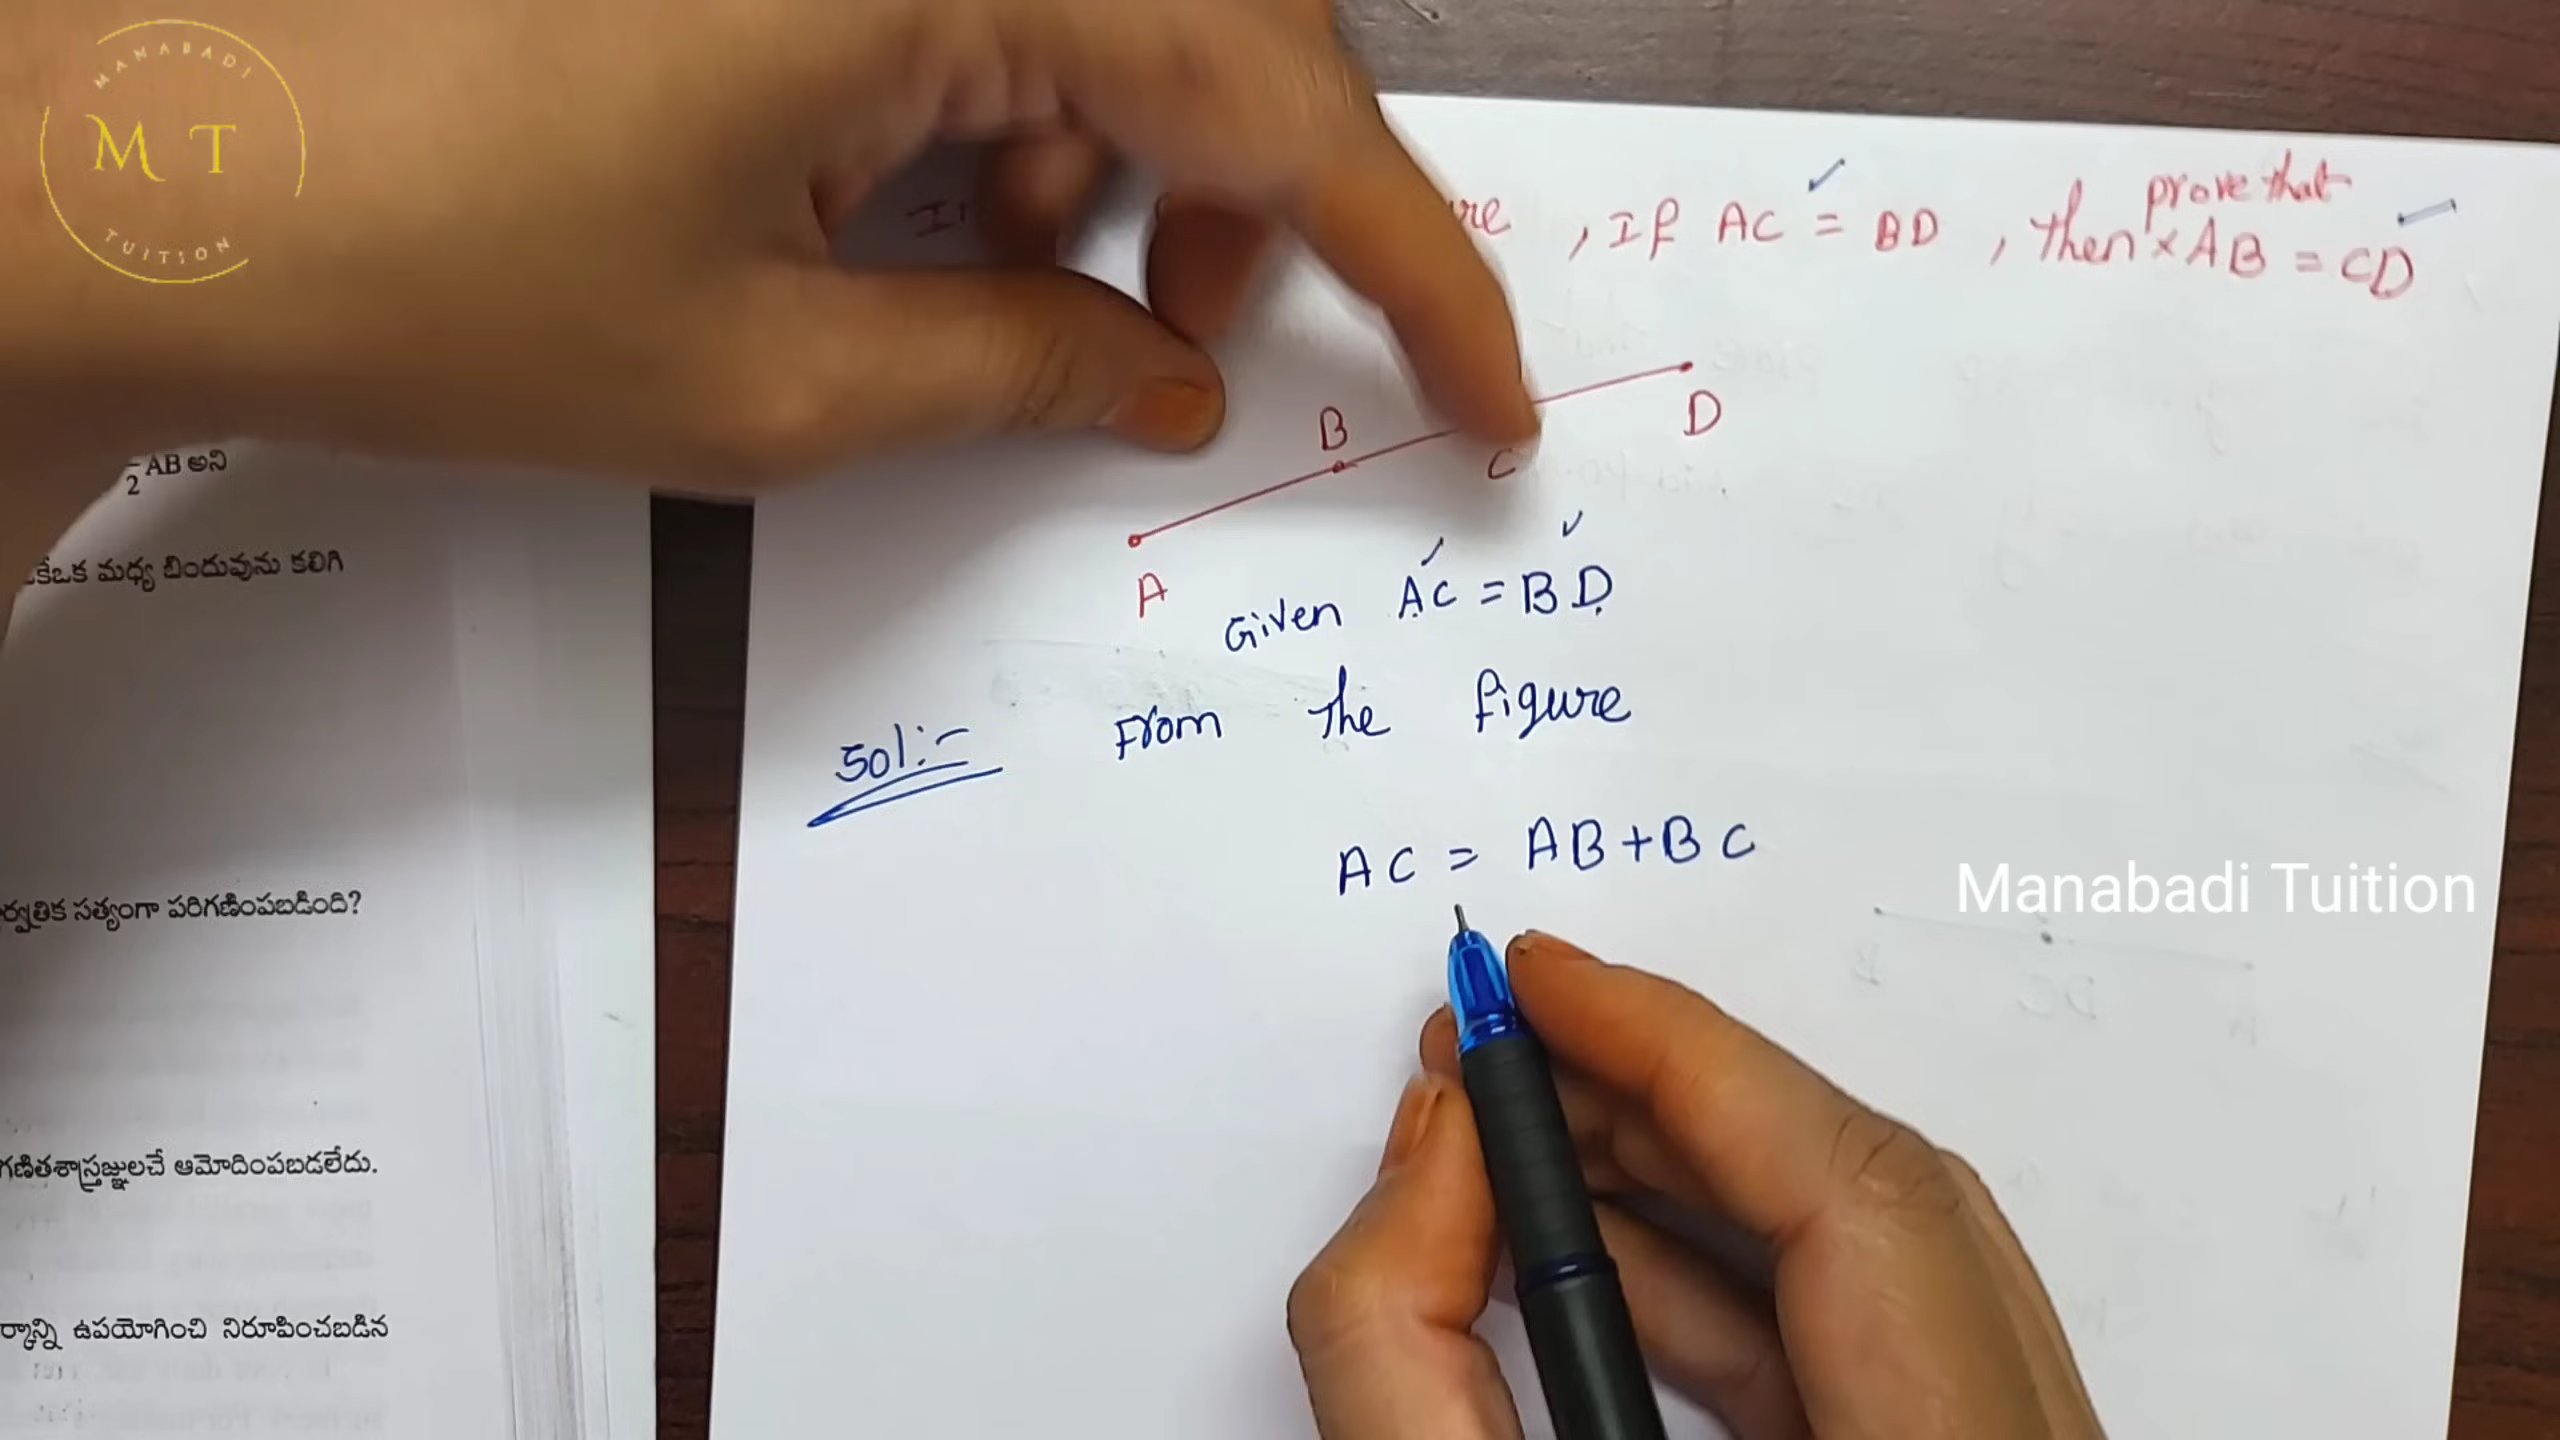 MANABADI
M T
TUITION
prove that
, If AC = BD , then × AB = CD
B
D
C
A
Given AC = BD
Sol:- From the figure
AC = AB + BC
Manabadi Tuition
2 AB అని
మధ్య బిందువును కలిగి
సత్యంగా పరిగణింపబడింది?
గణితశాస్త్రజ్ఞులచే ఆమోదింపబడలేదు.
ఉపయోగించి నిరూపించబడిన